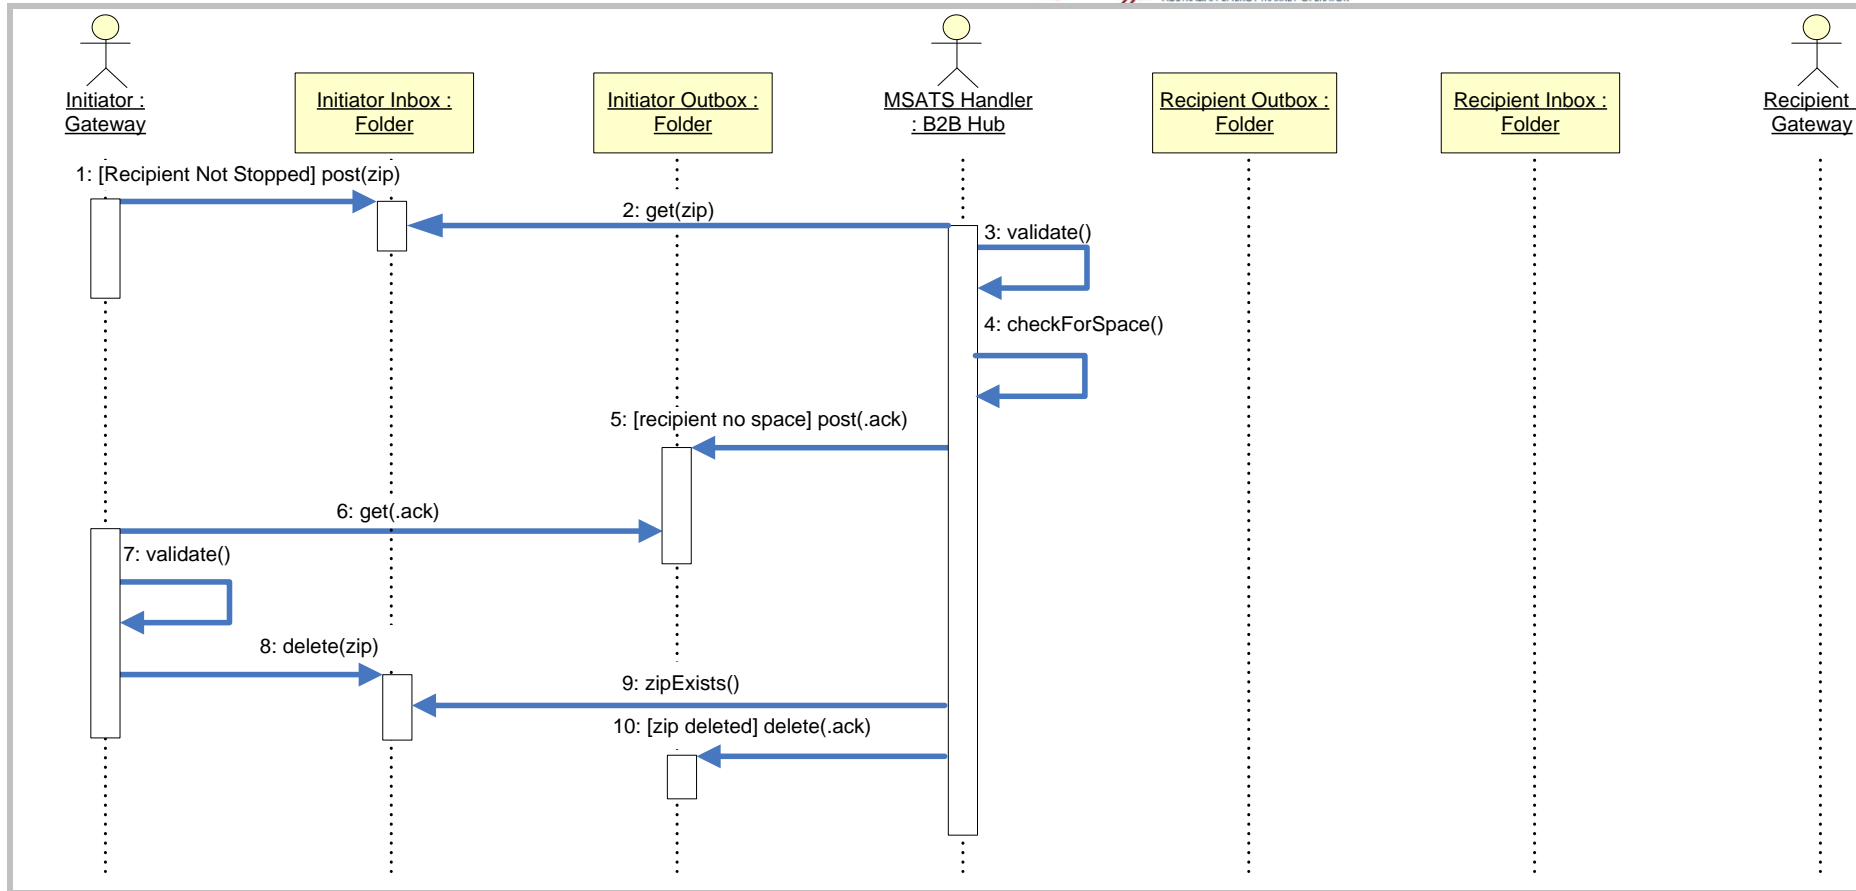 Initiator :
Gateway
Initiator Inbox :
Folder
Initiator Outbox :
Folder
MSATS Handler
: B2B Hub
Recipient Outbox :
Folder
Recipient Inbox :
Folder
Recipient
Gateway
1: [Recipient Not Stopped] post(zip)
2: get(zip)
3: validate()
4: checkForSpace()
5: [recipient no space] post(.ack)
6: get(.ack)
7: validate()
8: delete(zip)
9: zipExists()
10: [zip deleted] delete(.ack)